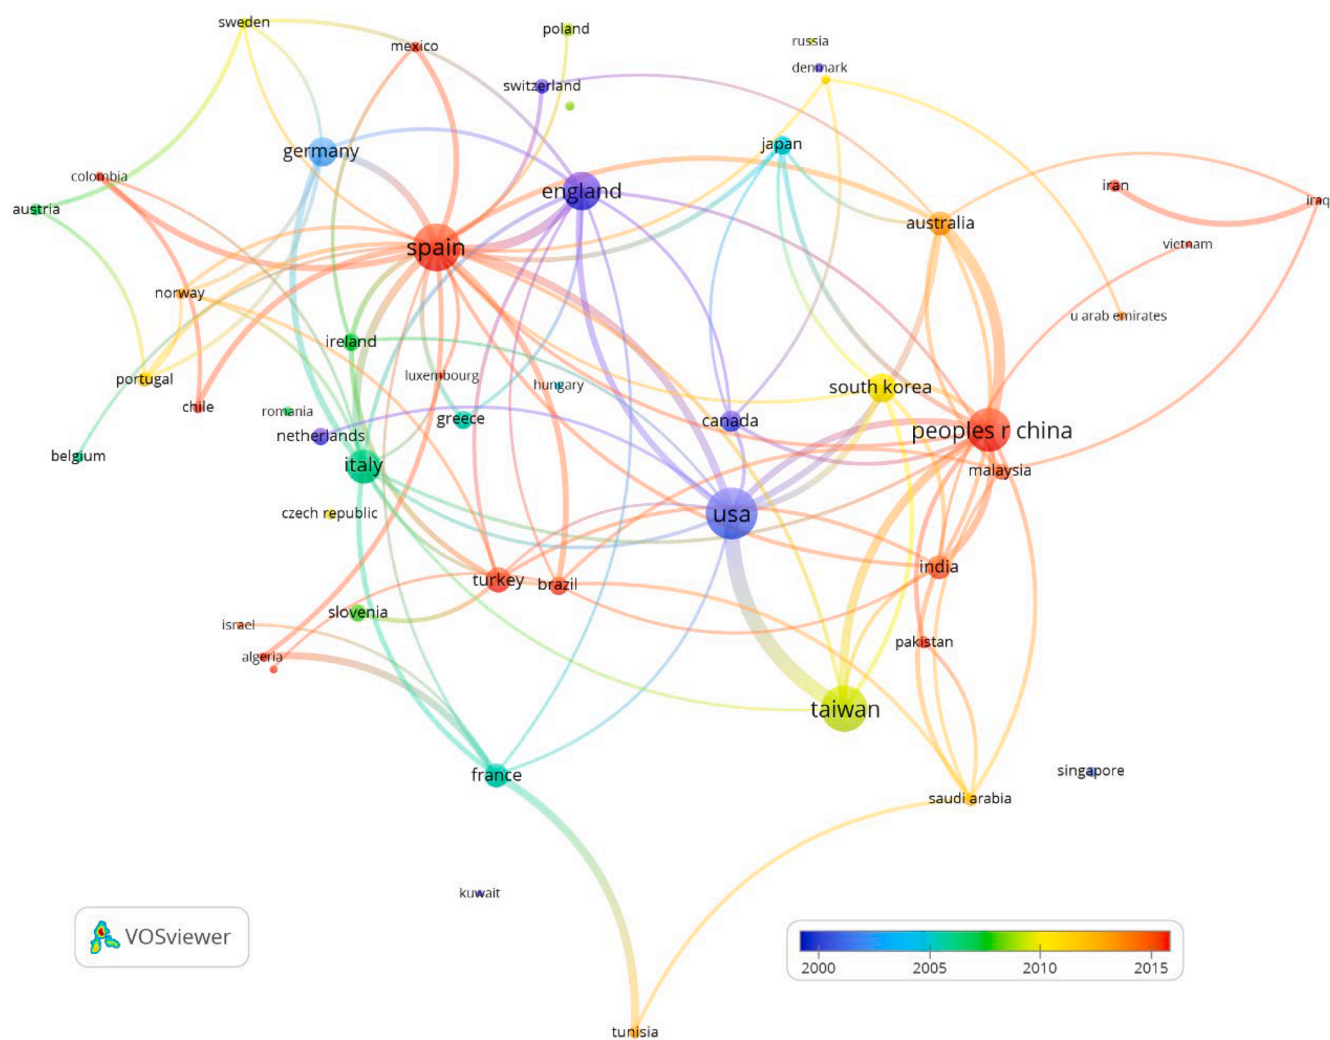 sweden
poland
mexico
russia
denmark
switzerland
germany
japan
colombia
england
iran
austria
iraq
australia
spain
vietnam
norway
u arab emirates
ireland
luxembourg
hungary
portugal
south korea
chile
romania
greece
canada
netherlands
peoples r china
belgium
italy
malaysia
czech republic
usa
turkey
brazil
india
slovenia
israel
pakistan
algeria
taiwan
france
singapore
saudi arabia
kuwait
VOSviewer
2000 2005 2010 2015
tunisia